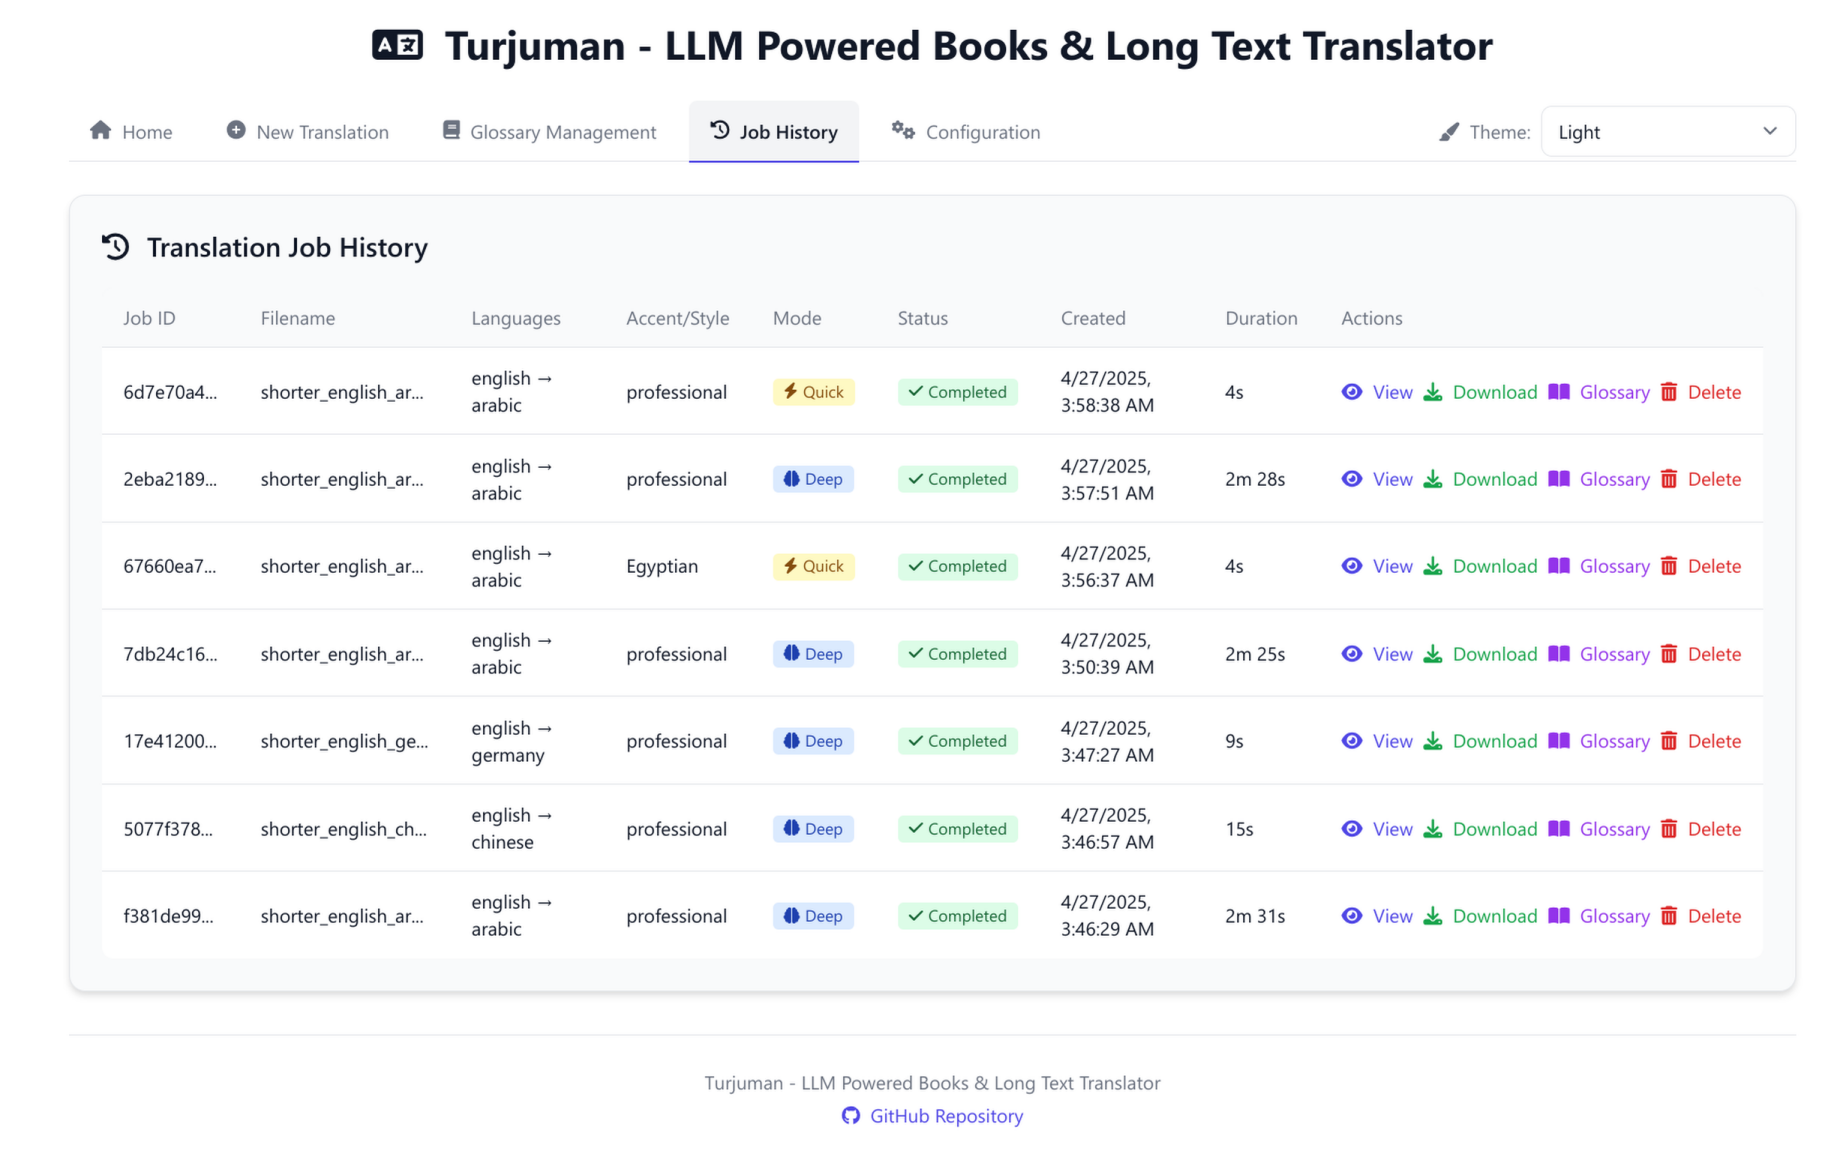 Turjuman - LLM Powered Books & Long Text Translator
Home New Translation Glossary Management Job History Configuration Theme: Light
Translation Job History
Job ID Filename Languages Accent/Style Mode Status Created Duration Actions
6d7e70a4... shorter_english_ar... english → arabic professional Quick Completed 4/27/2025, 3:58:38 AM 4s View Download Glossary Delete
2eba2189... shorter_english_ar... english → arabic professional Deep Completed 4/27/2025, 3:57:51 AM 2m 28s View Download Glossary Delete
67660ea7... shorter_english_ar... english → arabic Egyptian Quick Completed 4/27/2025, 3:56:37 AM 4s View Download Glossary Delete
7db24c16... shorter_english_ar... english → arabic professional Deep Completed 4/27/2025, 3:50:39 AM 2m 25s View Download Glossary Delete
17e41200... shorter_english_ge... english → germany professional Deep Completed 4/27/2025, 3:47:27 AM 9s View Download Glossary Delete
5077f378... shorter_english_ch... english → chinese professional Deep Completed 4/27/2025, 3:46:57 AM 15s View Download Glossary Delete
f381de99... shorter_english_ar... english → arabic professional Deep Completed 4/27/2025, 3:46:29 AM 2m 31s View Download Glossary Delete
Turjuman - LLM Powered Books & Long Text Translator
GitHub Repository